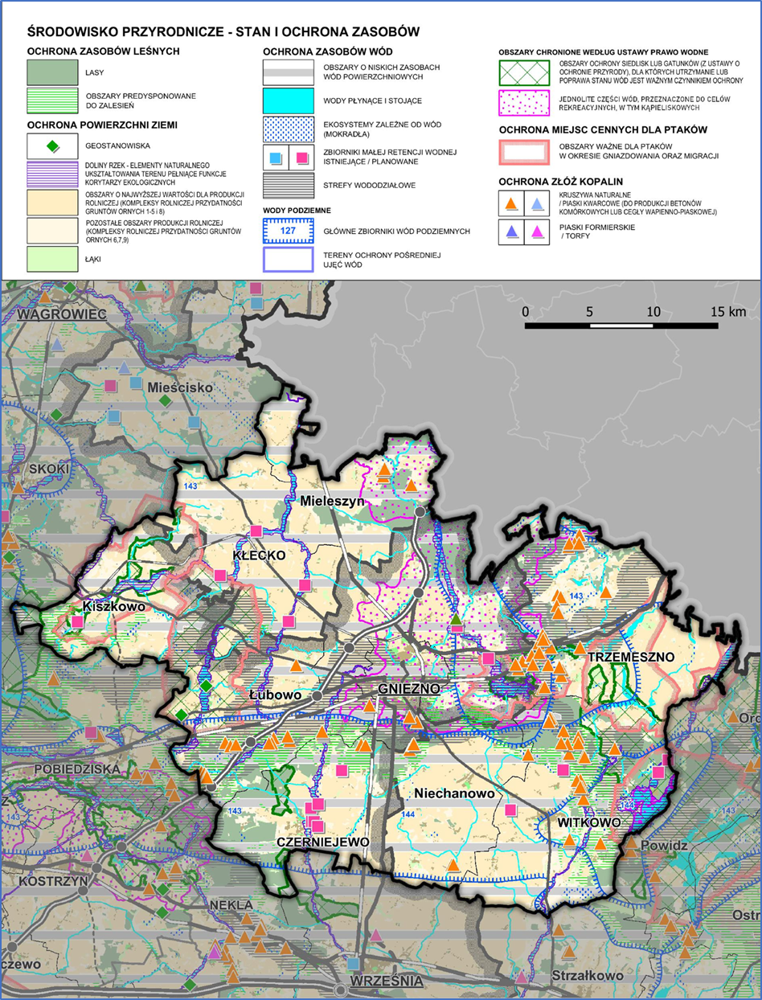 ŚRODOWISKO PRZYRODNICZE - STAN I OCHRONA ZASOBÓW
OCHRONA ZASOBÓW LEŚNYCH
LASY
OBSZARY PREDYSPONOWANE
DO ZALESIEŃ
OCHRONA POWIERZCHNI ZIEMI
GEOSTANOWISKA
DOLINY RZEK - ELEMENTY NATURALNEGO
UKSZTAŁTOWANIA TERENU PEŁNIĄCE FUNKCJE
KORYTARZY EKOLOGICZNYCH
OBSZARY O NAJWYŻSZEJ WARTOŚCI DLA PRODUKCJI
ROLNICZEJ (KOMPLEKSY ROLNICZEJ PRZYDATNOŚCI
GRUNTÓW ORNYCH 1-5 i 8)
POZOSTAŁE OBSZARY PRODUKCJI ROLNICZEJ
(KOMPLEKSY ROLNICZEJ PRZYDATNOŚCI GRUNTÓW
ORNYCH 6,7,9)
ŁĄKI
OCHRONA ZASOBÓW WÓD
OBSZARY O NISKICH ZASOBACH
WÓD POWIERZCHNIOWYCH
WODY PŁYNĄCE I STOJĄCE
EKOSYSTEMY ZALEŻNE OD WÓD
(MOKRADŁA)
ZBIORNIKI MAŁEJ RETENCJI WODNEJ
ISTNIEJĄCE / PLANOWANE
STREFY WODODZIAŁOWE
WODY PODZIEMNE
127
GŁÓWNE ZBIORNIKI WÓD PODZIEMNYCH
TERENY OCHRONY POŚREDNIEJ
UJĘĆ WÓD
OBSZARY CHRONIONE WEDŁUG USTAWY PRAWO WODNE
OBSZARY OCHRONY SIEDLISK LUB GATUNKÓW (Z USTAWY O
OCHRONIE PRZYRODY), DLA KTÓRYCH UTRZYMANIE LUB
POPRAWA STANU WÓD JEST WAŻNYM CZYNNIKIEM OCHRONY
JEDNOLITE CZĘŚCI WÓD, PRZEZNACZONE DO CELÓW
REKREACYJNYCH, W TYM KĄPIELISKOWYCH
OCHRONA MIEJSC CENNYCH DLA PTAKÓW
OBSZARY WAŻNE DLA PTAKÓW
W OKRESIE GNIAZDOWANIA ORAZ MIGRACJI
OCHRONA ZŁÓŻ KOPALIN
KRUSZYWA NATURALNE
/ PIASKI KWARCOWE (DO PRODUKCJI BETONÓW
KOMÓRKOWYCH LUB CEGŁY WAPIENNO-PIASKOWEJ)
PIASKI FORMIERSKIE
/ TORFY
0 5 10 15 km
WĄGROWIEC
Mieścisko
SKOKI
143
Mieleszyn
KŁECKO
143
Kiszkowo
TRZEMESZNO
GNIEZNO
Łubowo
Ord
POBIEDZISKA
Niechanowo
Z
143
143
144
144
143
WITKOWO
CZERNIEJEWO
Powidz
KOSTRZYN
NEKLA
Ostr
czewo
WRZEŚNIA
Strzałkowo